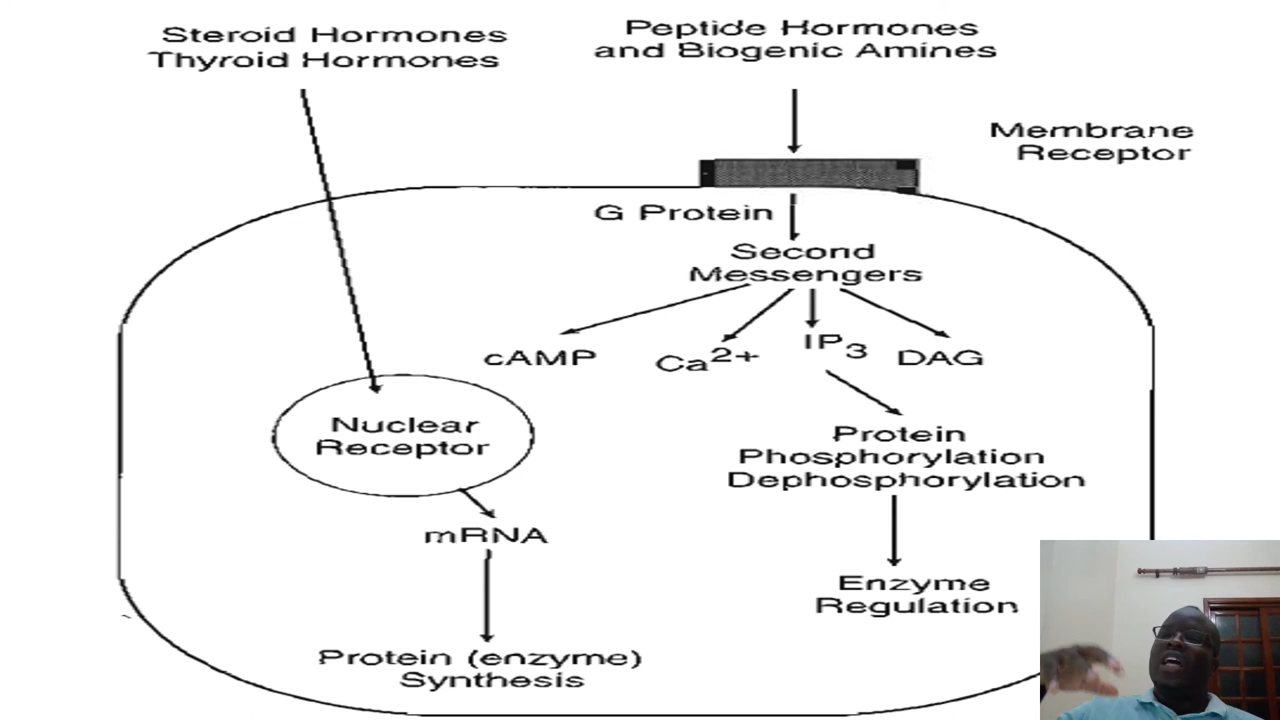 Steroid Hormones
Thyroid Hormones
Peptide Hormones
and Biogenic Amines
Membrane
Receptor
G Protein
Second
Messengers
cAMP
Ca2+
IP3
DAG
Nuclear
Receptor
Protein
Phosphorylation
Dephosphorylation
mRNA
Enzyme
Regulation
Protein (enzyme)
Synthesis